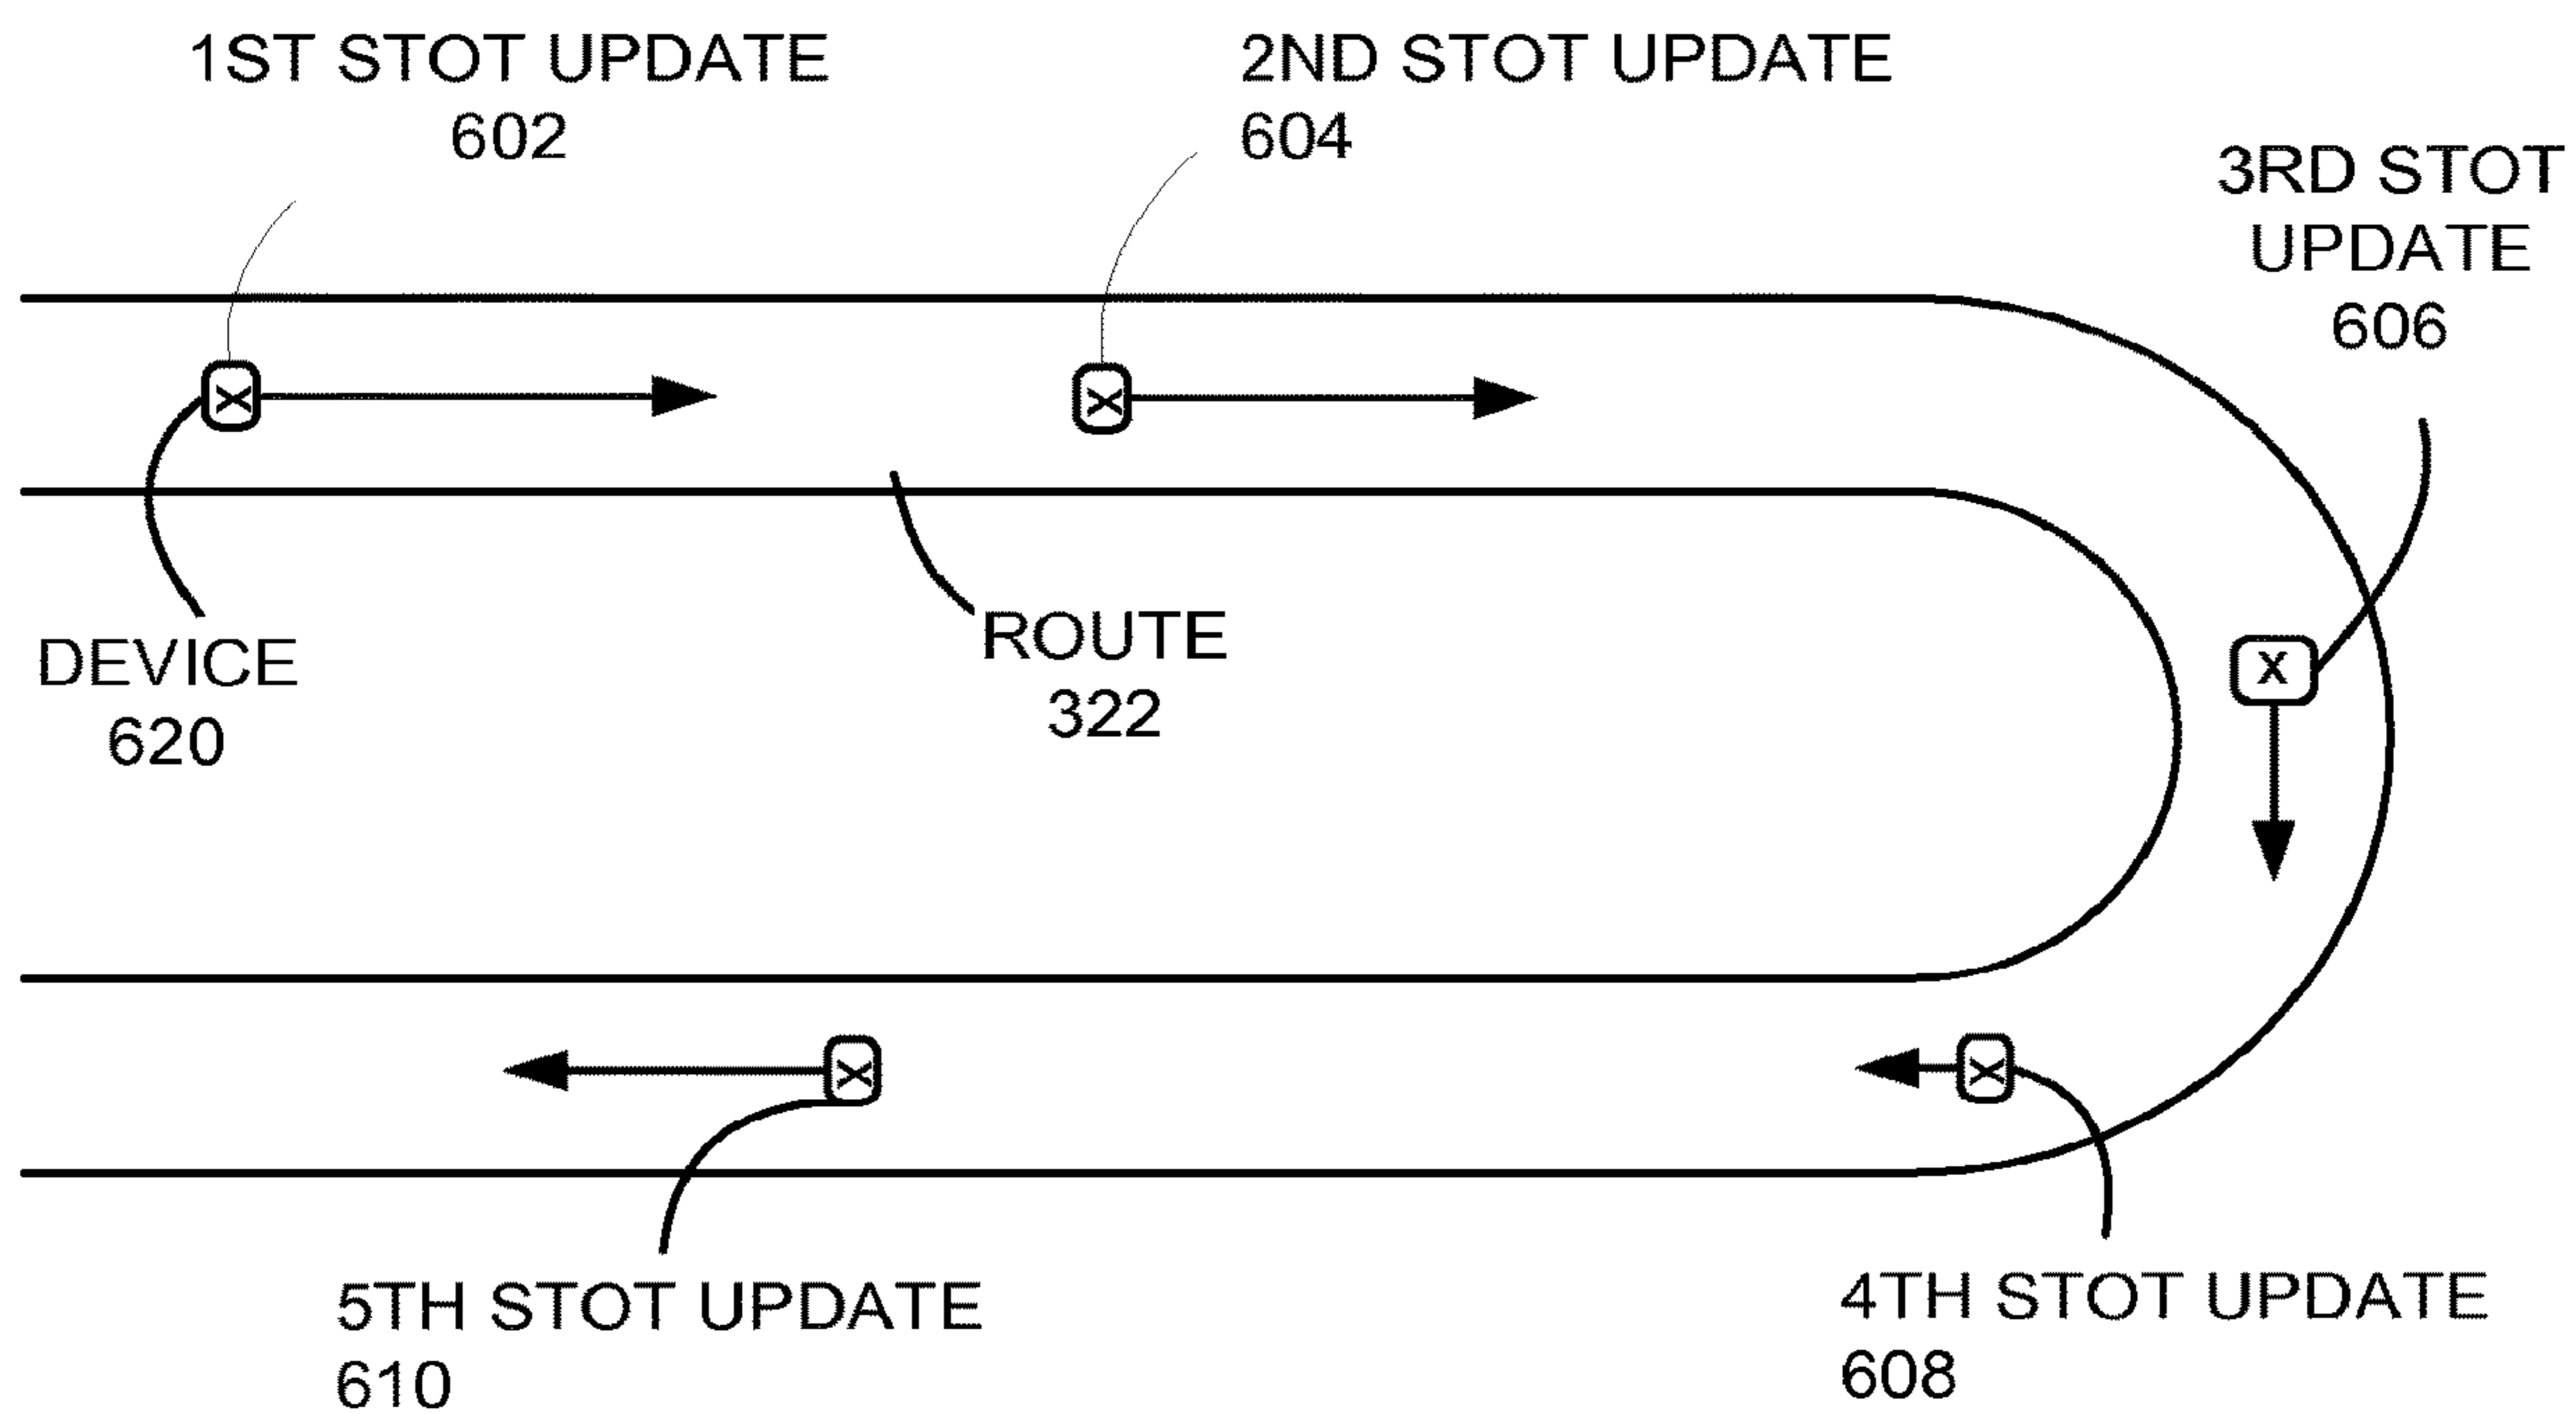 1ST STOT UPDATE
602
2ND STOT UPDATE
604
3RD STOT
UPDATE
606
X
X
X
DEVICE
620
ROUTE
322
X
X
5TH STOT UPDATE
610
4TH STOT UPDATE
608